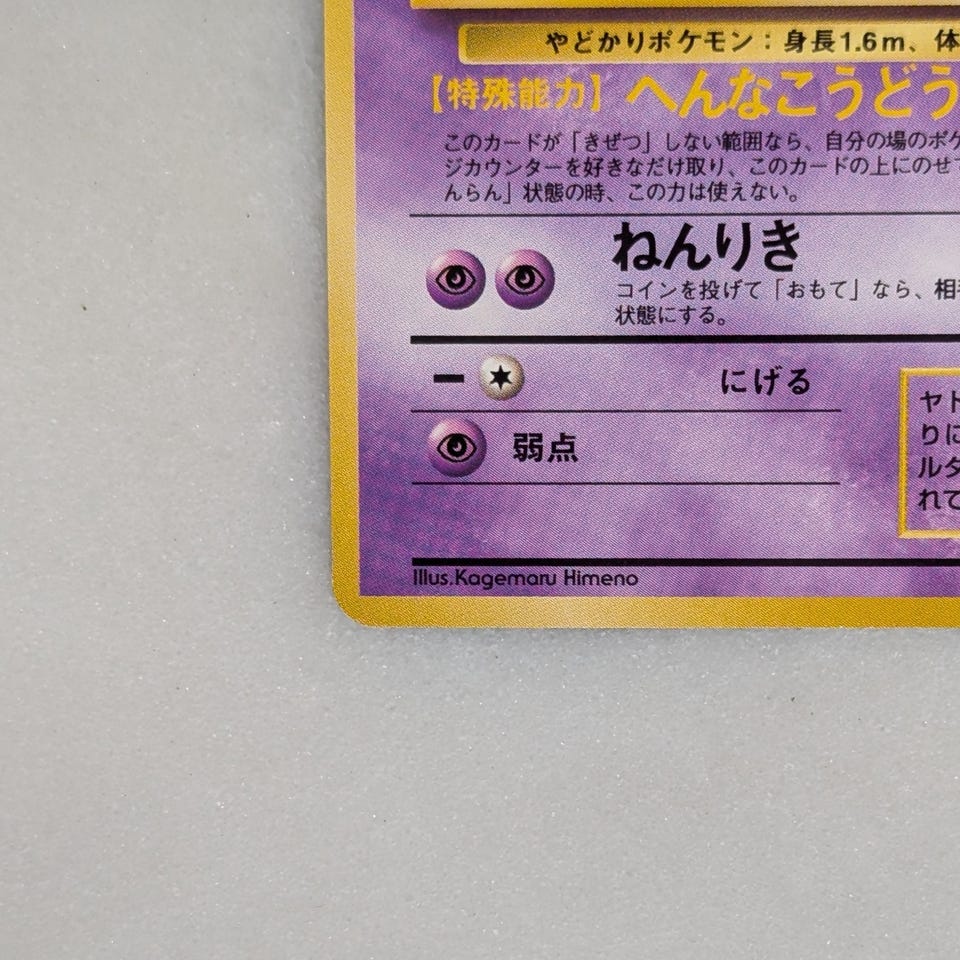 やどかりポケモン：身長1.6m、体
【特殊能力】 へんなこうどう
このカードが「きぜつ」しない範囲なら、自分の場のポケ
ジカウンターを好きなだけ取り、このカードの上にのせて
んらん」状態の時、この力は使えない。
ねんりき
コインを投げて「おもて」なら、相手
状態にする。
ー にげる
弱点
ヤド
りに
ルダ
れて
Illus.Kagemaru Himeno